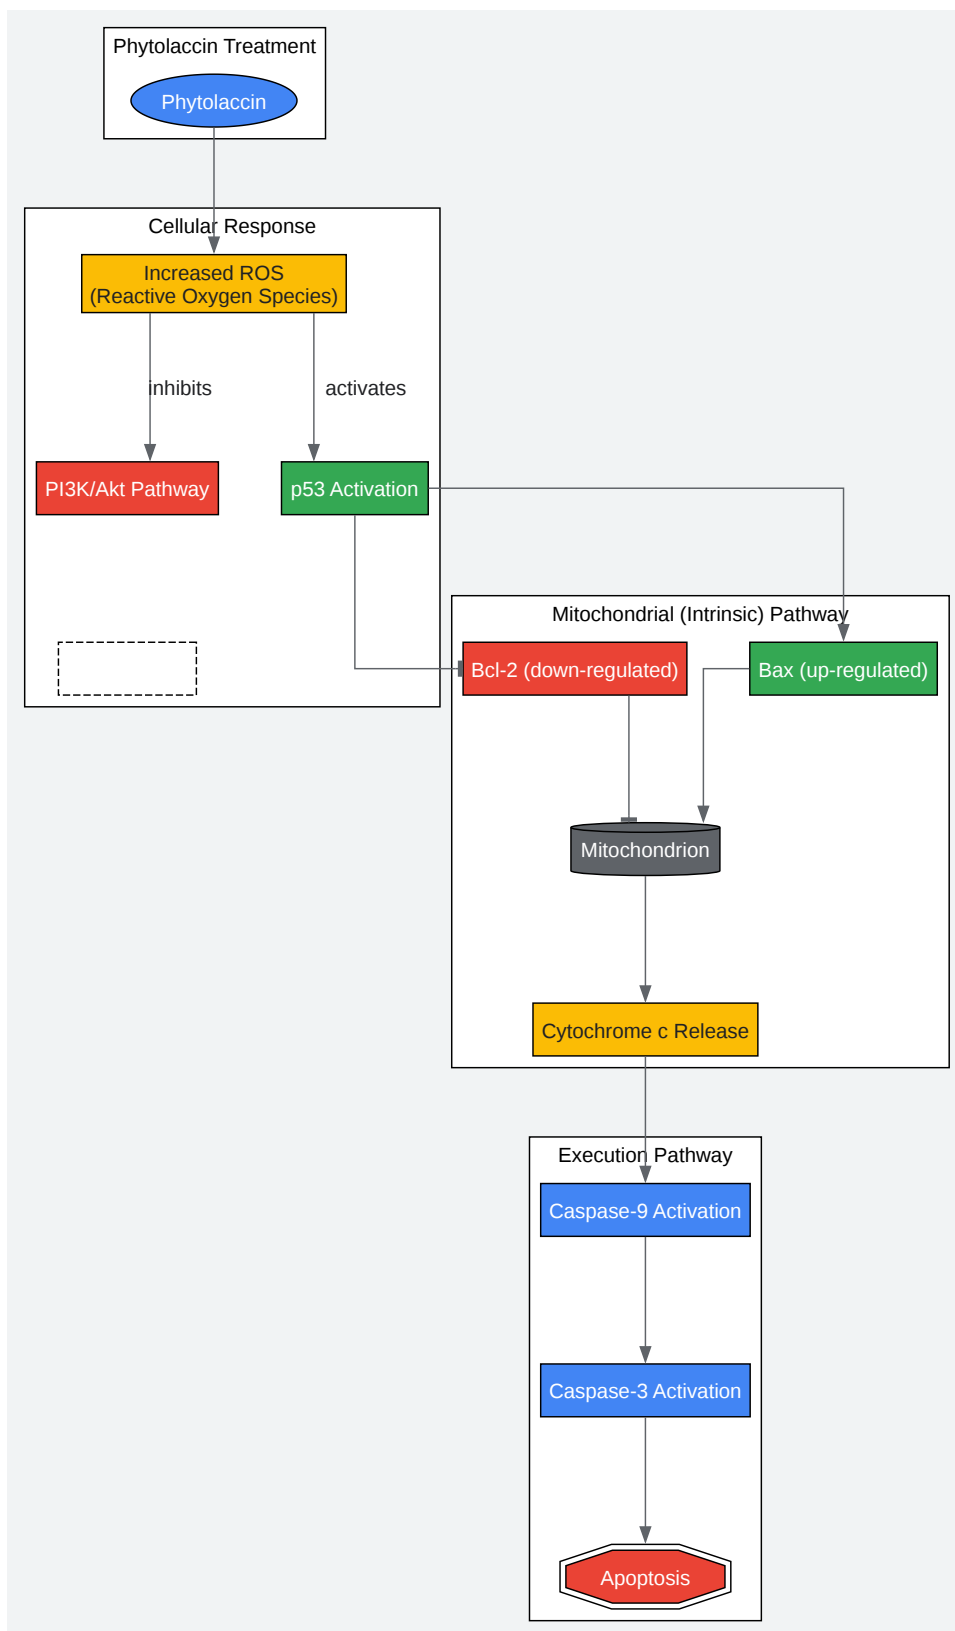 Phytolaccin Treatment
Phytolaccin
Cellular Response
Increased ROS
(Reactive Oxygen Species)
inhibits
activates
PI3K/Akt Pathway
p53 Activation
Mitochondrial (Intrinsic) Pathway
Bcl-2 (down-regulated)
Bax (up-regulated)
Mitochondrion
Cytochrome c Release
Execution Pathway
Caspase-9 Activation
Caspase-3 Activation
Apoptosis